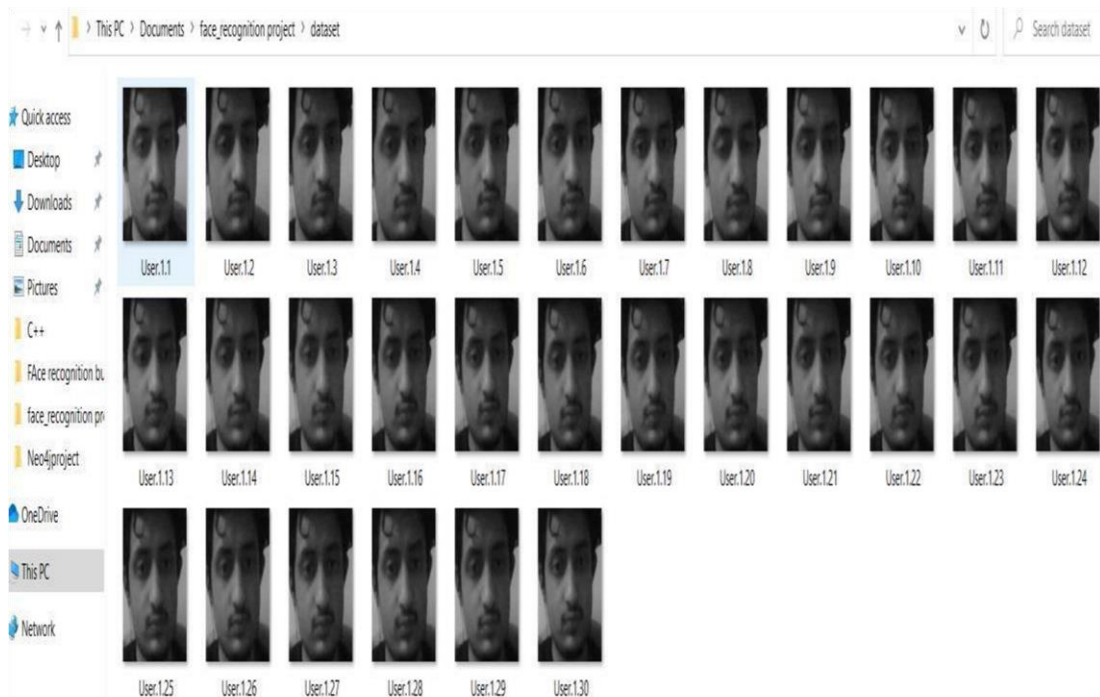 This PC > Documents > face_recognition project > dataset
Search dataset
Quick access
Desktop
Downloads
Documents
Pictures
C++
FAce recognition bu
face_recognition pro
Neo4jproject
OneDrive
This PC
Network
User.1.1 User.1.2 User.1.3 User.1.4 User.1.5 User.1.6 User.1.7 User.1.8 User.1.9 User.1.10 User.1.11 User.1.12
User.1.13 User.1.14 User.1.15 User.1.16 User.1.17 User.1.18 User.1.19 User.1.20 User.1.21 User.1.22 User.1.23 User.1.24
User.1.25 User.1.26 User.1.27 User.1.28 User.1.29 User.1.30